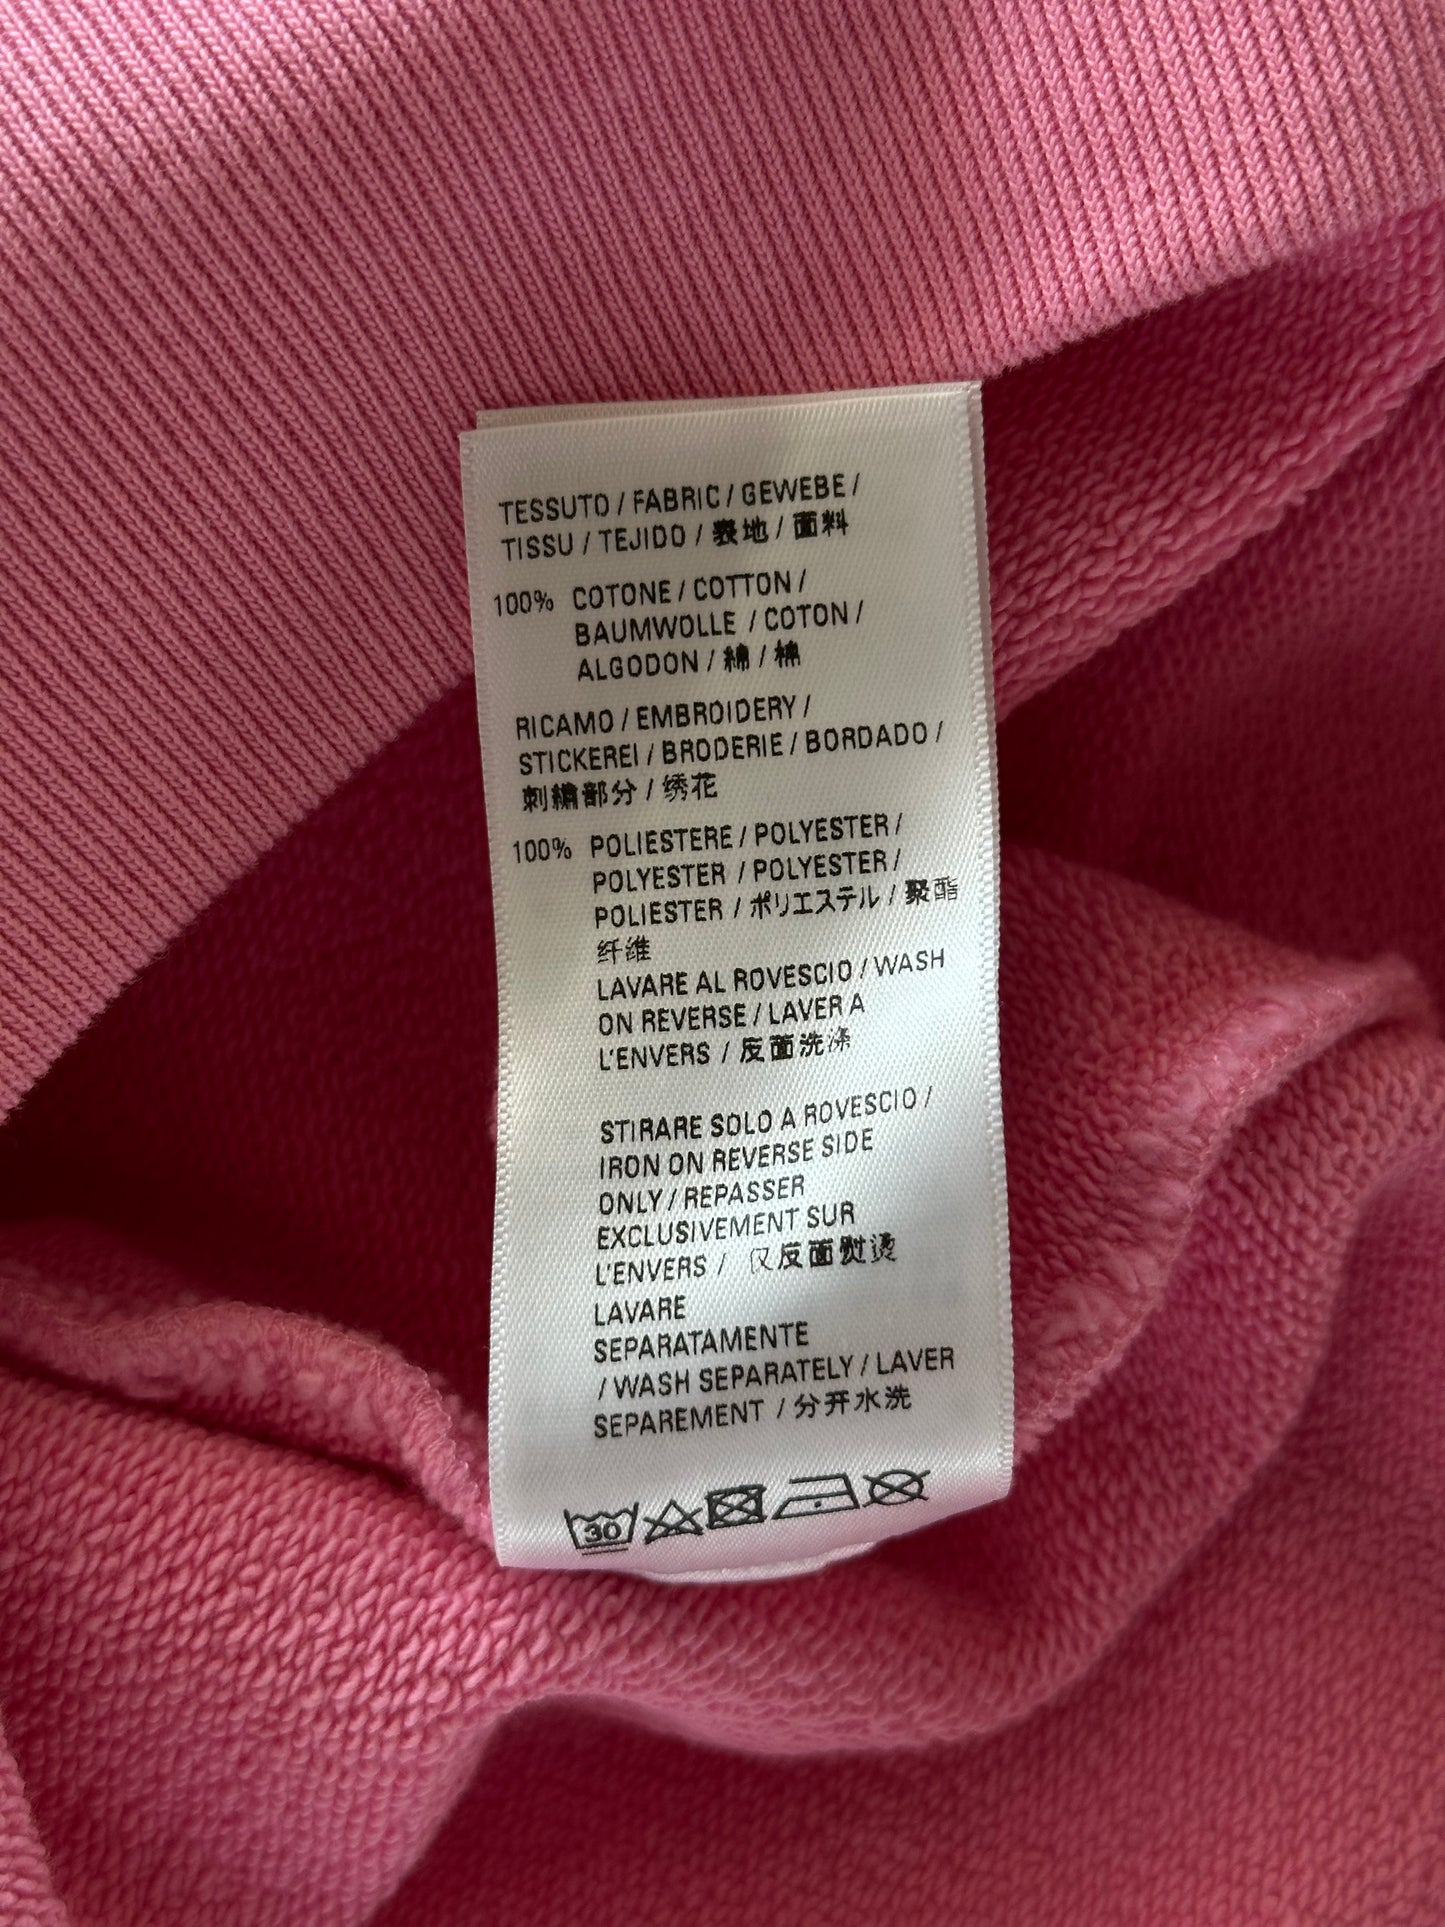 TESSUTO / FABRIC / GEWEBE /
TISSU / TEJIDO / 表地 / 面料
100% COTONE / COTTON /
BAUMWOLLE / COTON /
ALGODON / 綿 / 棉
RICAMO / EMBROIDERY /
STICKEREI / BRODERIE / BORDADO /
刺繍部分 / 绣花
100% POLIESTERE / POLYESTER /
POLYESTER / POLYESTER /
POLIESTER / ポリエステル / 聚酯
纤维
LAVARE AL ROVESCIO / WASH
ON REVERSE / LAVER A
L'ENVERS / 反面洗涤
STIRARE SOLO A ROVESCIO /
IRON ON REVERSE SIDE
ONLY / REPASSER
EXCLUSIVEMENT SUR
L'ENVERS / 仅反面熨烫
LAVARE
SEPARATAMENTE
/ WASH SEPARATELY / LAVER
SEPAREMENT / 分开水洗
30